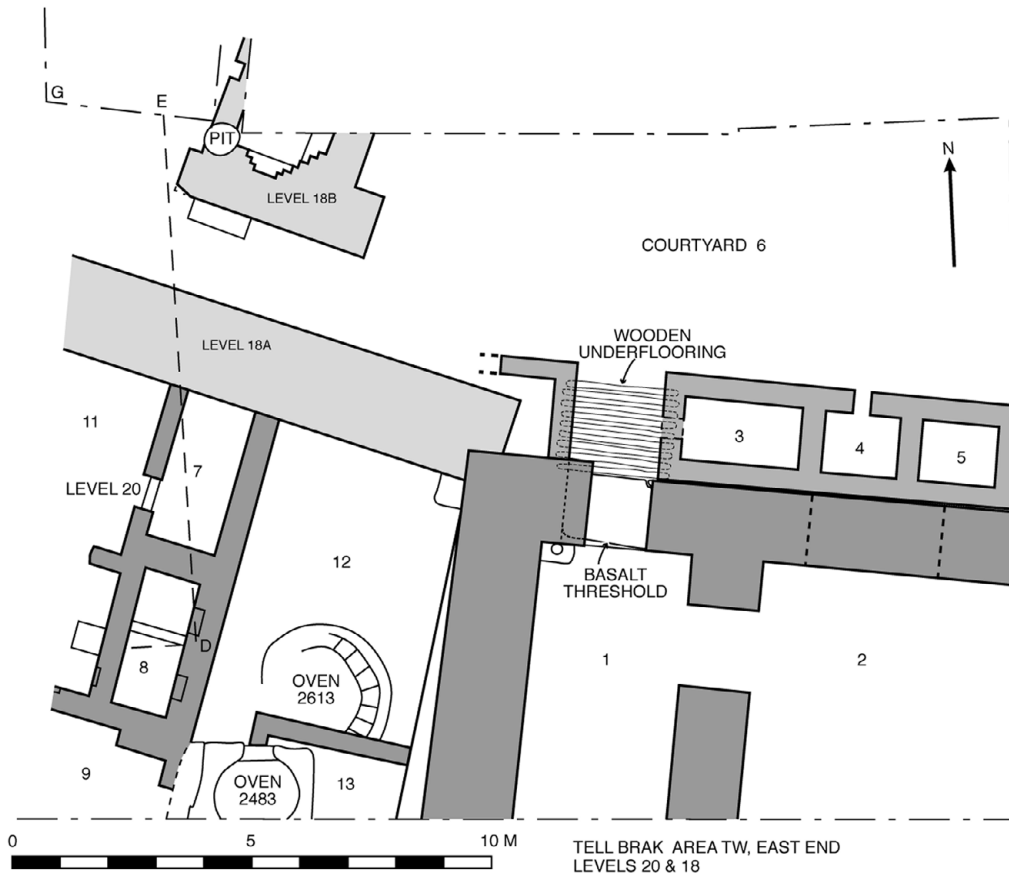 G
E
PIT
LEVEL 18B
N
COURTYARD 6
WOODEN
UNDERFLOORING
LEVEL 18A
11
7
3
4
5
LEVEL 20
12
BASALT
THRESHOLD
D
8
1
2
OVEN
2613
9
OVEN
2483
13
0
5
10 M
TELL BRAK AREA TW, EAST END
LEVELS 20 & 18